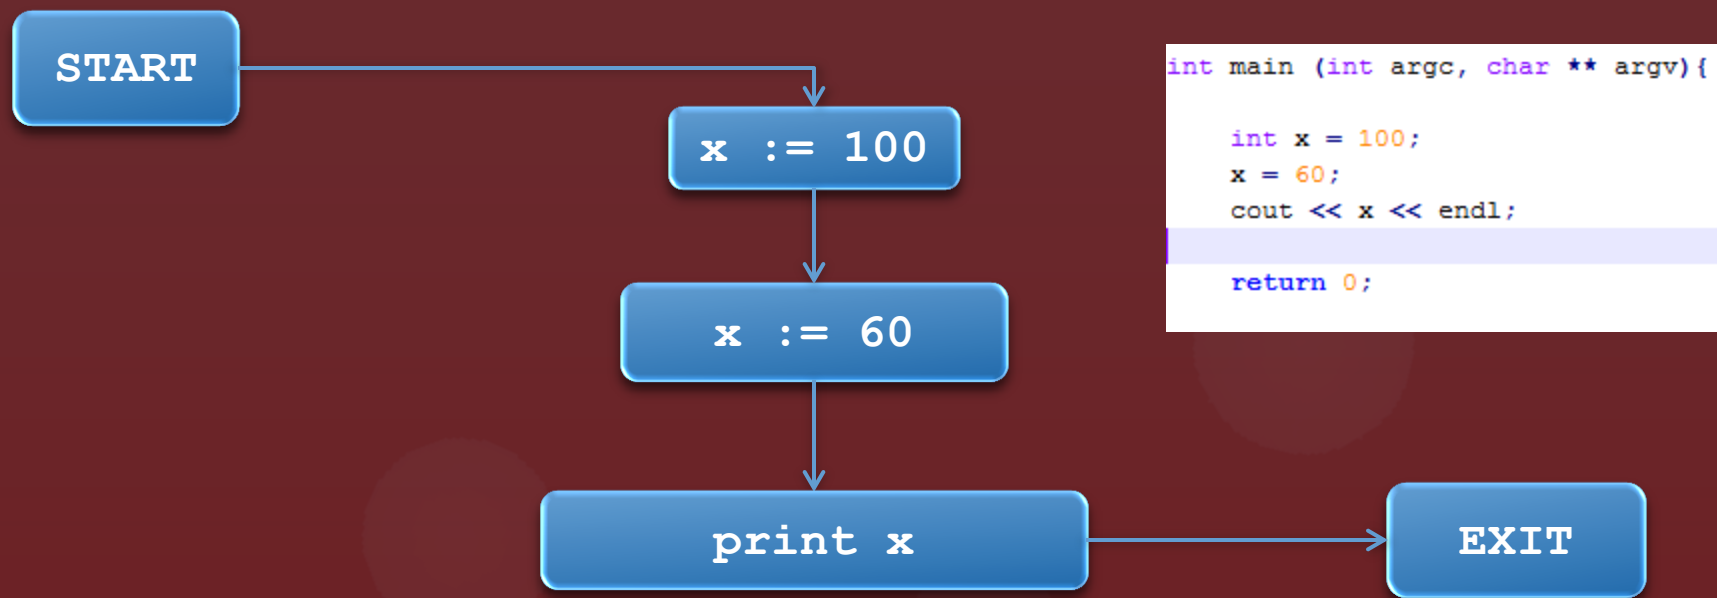 START
x := 100
x := 60
print x
EXIT
int main (int argc, char ** argv){
int x = 100;
x = 60;
cout << x << endl;
return 0;